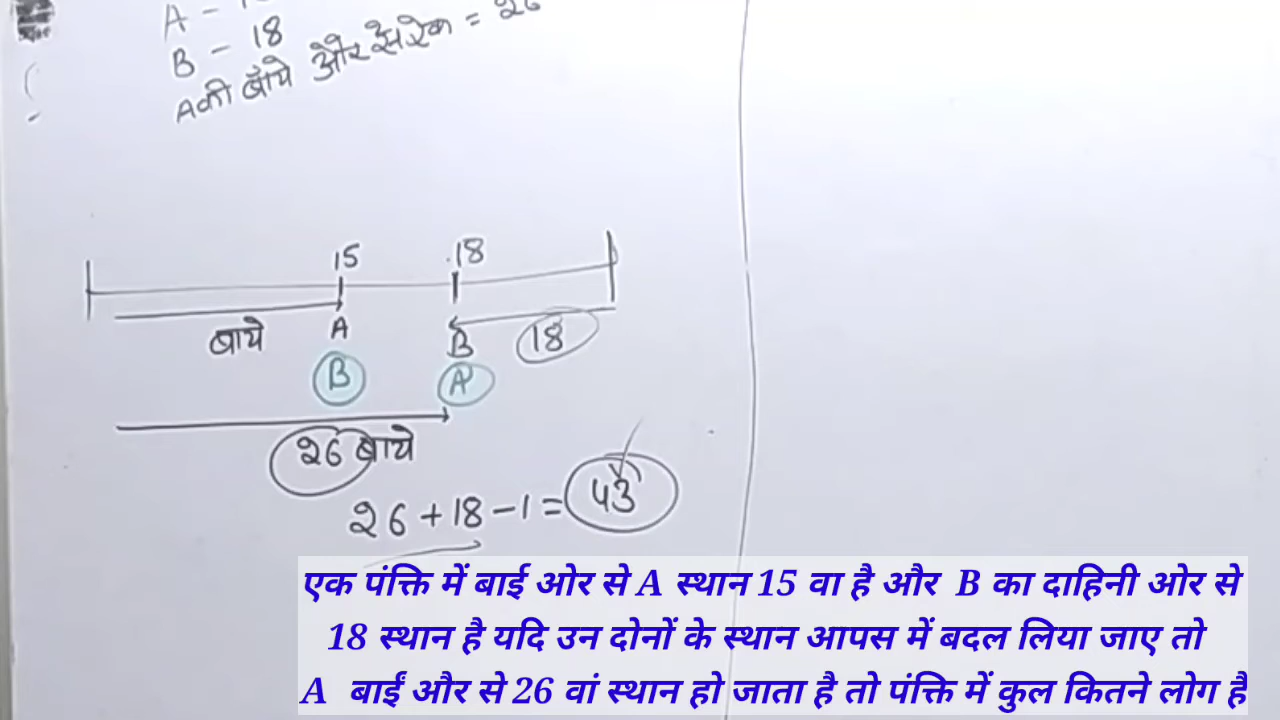 A -
B - 18
A की बाँये और से रेंक = 26
15 18
बाये A B 18
B A
26 बाये
26 + 18 - 1 = 43
एक पंक्ति में बाई ओर से A स्थान 15 वा है और B का दाहिनी ओर से
18 स्थान है यदि उन दोनों के स्थान आपस में बदल लिया जाए तो
A बाईं और से 26 वां स्थान हो जाता है तो पंक्ति में कुल कितने लोग है